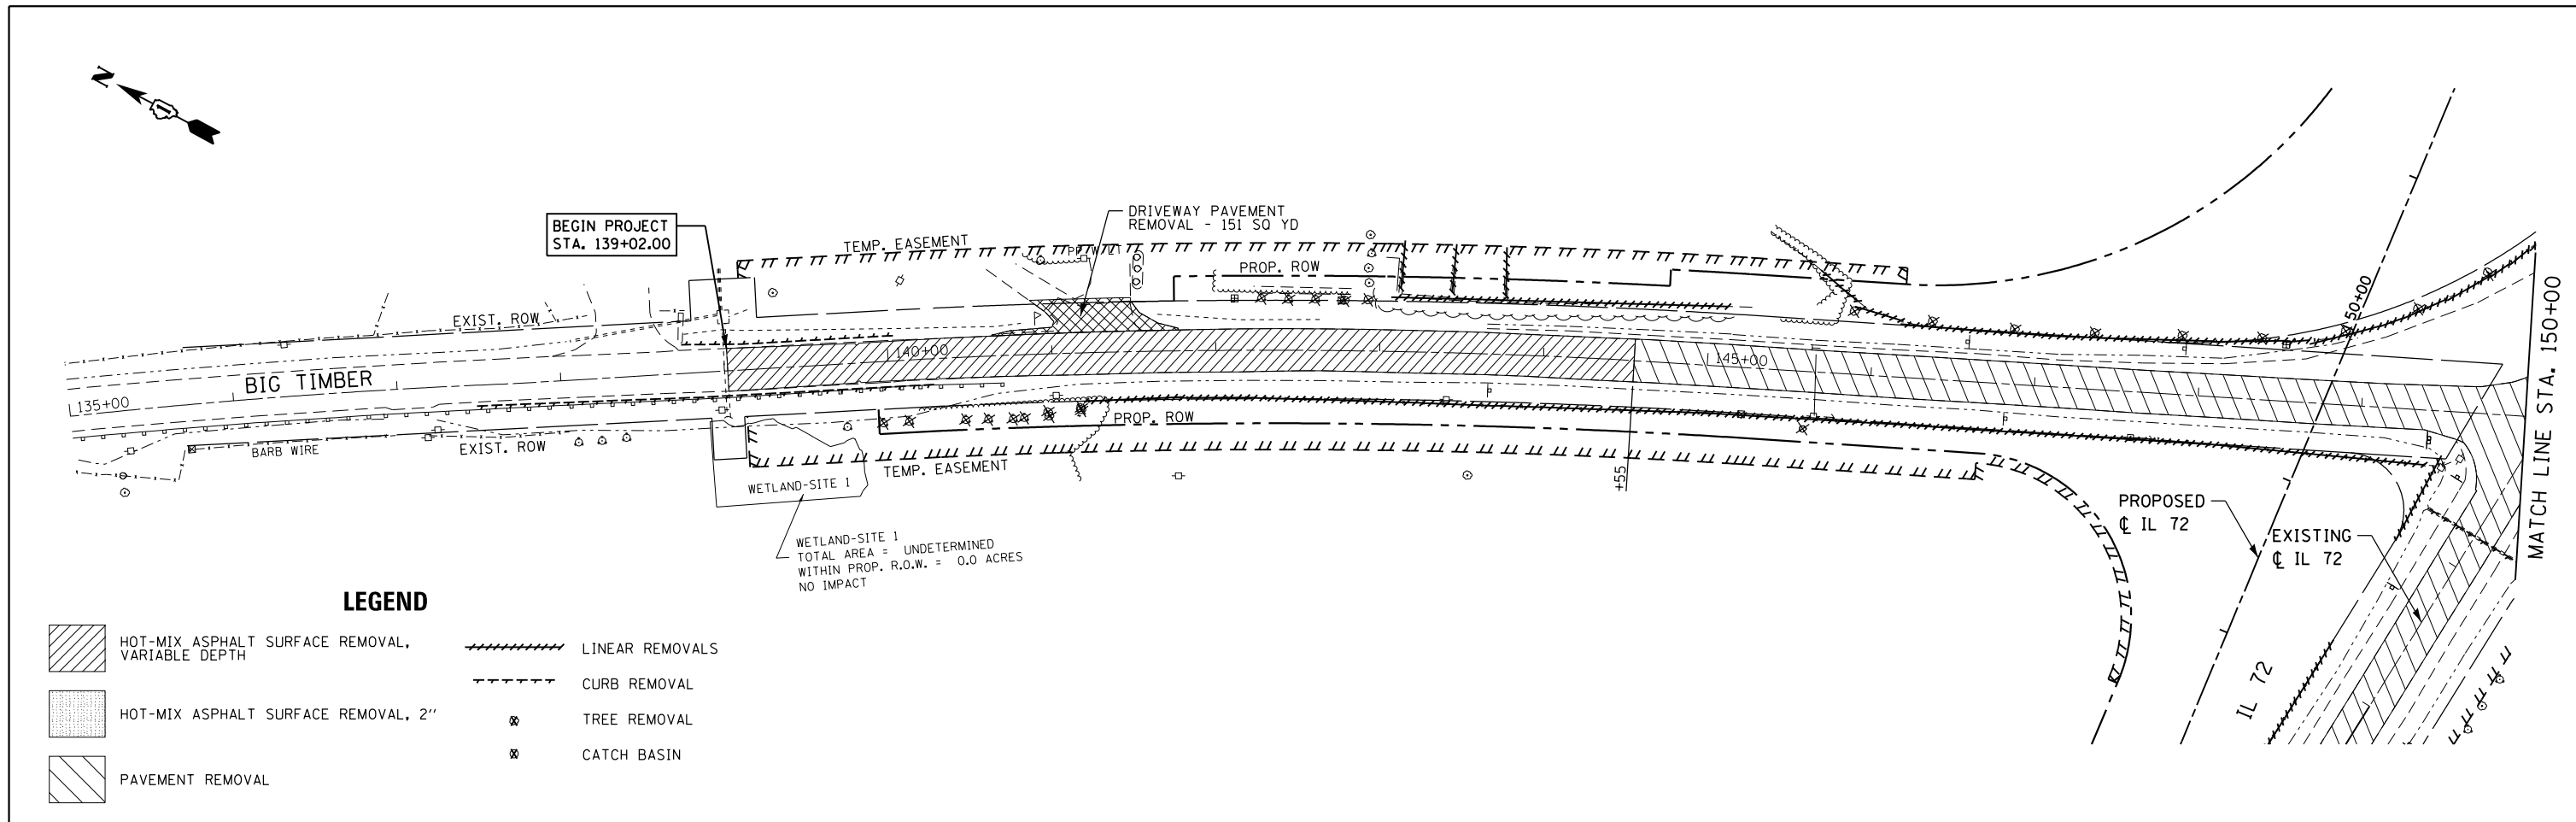 N
DRIVEWAY PAVEMENT
REMOVAL - 151 SQ YD
BEGIN PROJECT
STA. 139+02.00
TEMP. EASEMENT
PROP. ROW
EXIST. ROW
140+00
145+00
50+00
BIG TIMBER
135+00
BARB WIRE
EXIST. ROW
PROP. ROW
TEMP. EASEMENT
+55
WETLAND-SITE 1
WETLAND-SITE 1
TOTAL AREA = UNDETERMINED
WITHIN PROP. R.O.W. = 0.0 ACRES
NO IMPACT
PROPOSED
℄ IL 72
EXISTING
℄ IL 72
IL 72
MATCH LINE STA. 150+00
LEGEND
HOT-MIX ASPHALT SURFACE REMOVAL,
VARIABLE DEPTH
HOT-MIX ASPHALT SURFACE REMOVAL, 2''
PAVEMENT REMOVAL
LINEAR REMOVALS
CURB REMOVAL
TREE REMOVAL
CATCH BASIN